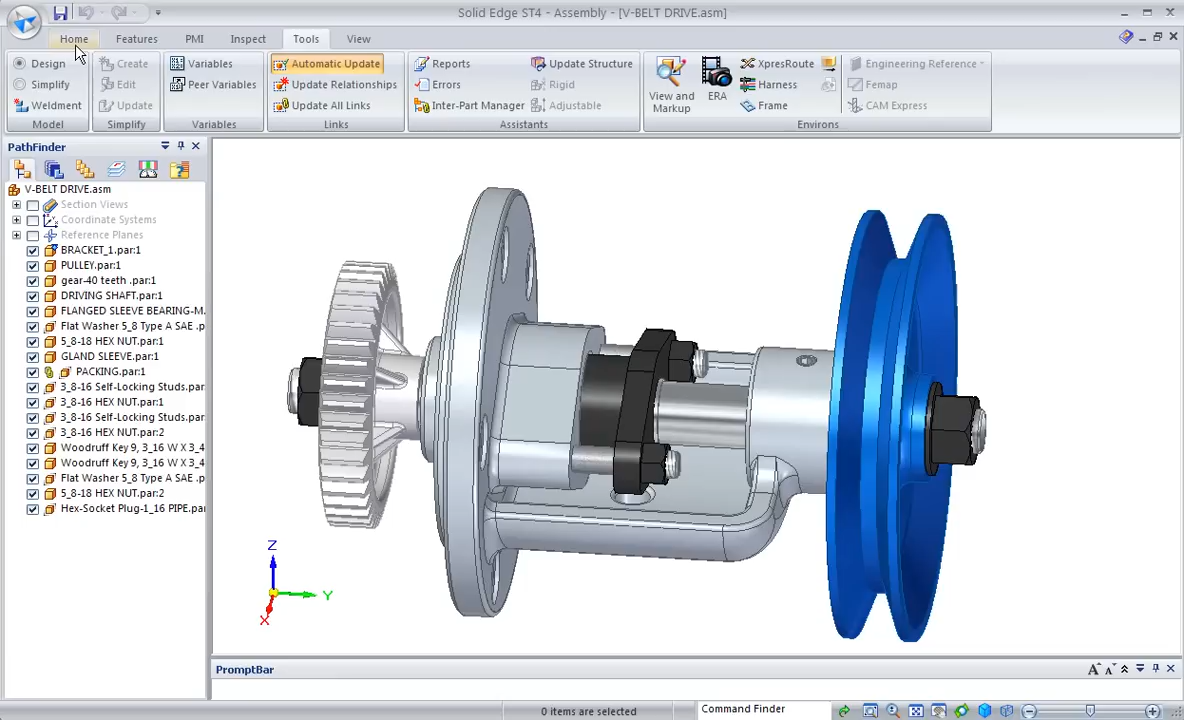 Solid Edge ST4 - Assembly - [V-BELT DRIVE.asm]
Home Features PMI Inspect Tools View
Design Create Variables Automatic Update Reports Update Structure XpresRoute Engineering Reference
Simplify Edit Peer Variables Update Relationships Errors Rigid View and Markup ERA Harness Femap
Weldment Update Update All Links Inter-Part Manager Adjustable Frame CAM Express
Model Simplify Variables Links Assistants Environs
PathFinder
V-BELT DRIVE.asm
Section Views
Coordinate Systems
Reference Planes
BRACKET_1.par:1
PULLEY.par:1
gear-40 teeth .par:1
DRIVING SHAFT.par:1
FLANGED SLEEVE BEARING-M.
Flat Washer 5_8 Type A SAE .p
5_8-18 HEX NUT.par:1
GLAND SLEEVE.par:1
PACKING.par:1
3_8-16 Self-Locking Studs.par
3_8-16 HEX NUT.par:1
3_8-16 Self-Locking Studs.par
3_8-16 HEX NUT.par:2
Woodruff Key 9, 3_16 W X 3_4
Woodruff Key 9, 3_16 W X 3_4
Flat Washer 5_8 Type A SAE .p
5_8-18 HEX NUT.par:2
Hex-Socket Plug-1_16 PIPE.par
Z
Y
X
PromptBar
0 items are selected
Command Finder